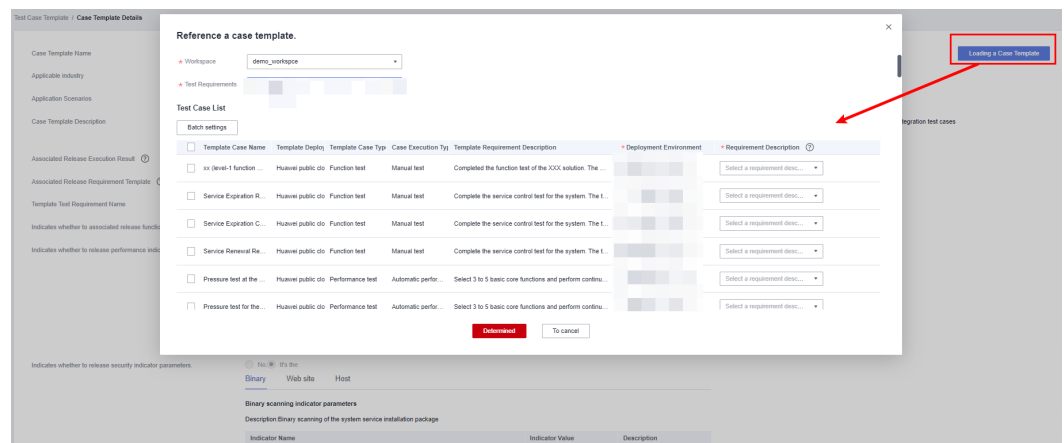 Test Case Template / Case Template Details
Reference a case template.
Case Template Name
Workspace demo_workspce
Loading a Case Template
Applicable industry
Test Requirements
Application Scenarios
Test Case List
Case Template Description
tegration test cases
Batch settings
Template Case Name Template Deploy Template Case Typ Case Execution Typ Template Requirement Description * Deployment Environment * Requirement Description
Associated Release Execution Result
xx (level-1 function ... Huawei public clo Function test Manual test Completed the function test of the XXX solution. The ... Select a requirement desc...
Associated Release Requirement Template
Service Expiration R... Huawei public clo Function test Manual test Complete the service control test for the system. The t... Select a requirement desc...
Template Test Requirement Name
Service Expiration C... Huawei public clo Function test Manual test Complete the service control test for the system. The t... Select a requirement desc...
Indicates whether to associated release functio
Indicates whether to release performance indic
Service Renewal Re... Huawei public clo Function test Manual test Complete the service control test for the system. The t... Select a requirement desc...
Pressure test at the ... Huawei public clo Performance test Automatic perfor... Select 3 to 5 basic core functions and perform continu... Select a requirement desc...
Pressure test for the... Huawei public clo Performance test Automatic perfor... Select 3 to 5 basic core functions and perform continu... Select a requirement desc...
Determined To cancel
Indicates whether to release security indicator parameters. No. It's the
Binary Web site Host
Binary scanning indicator parameters
Description:Binary scanning of the system service installation package
Indicator Name Indicator Value Description